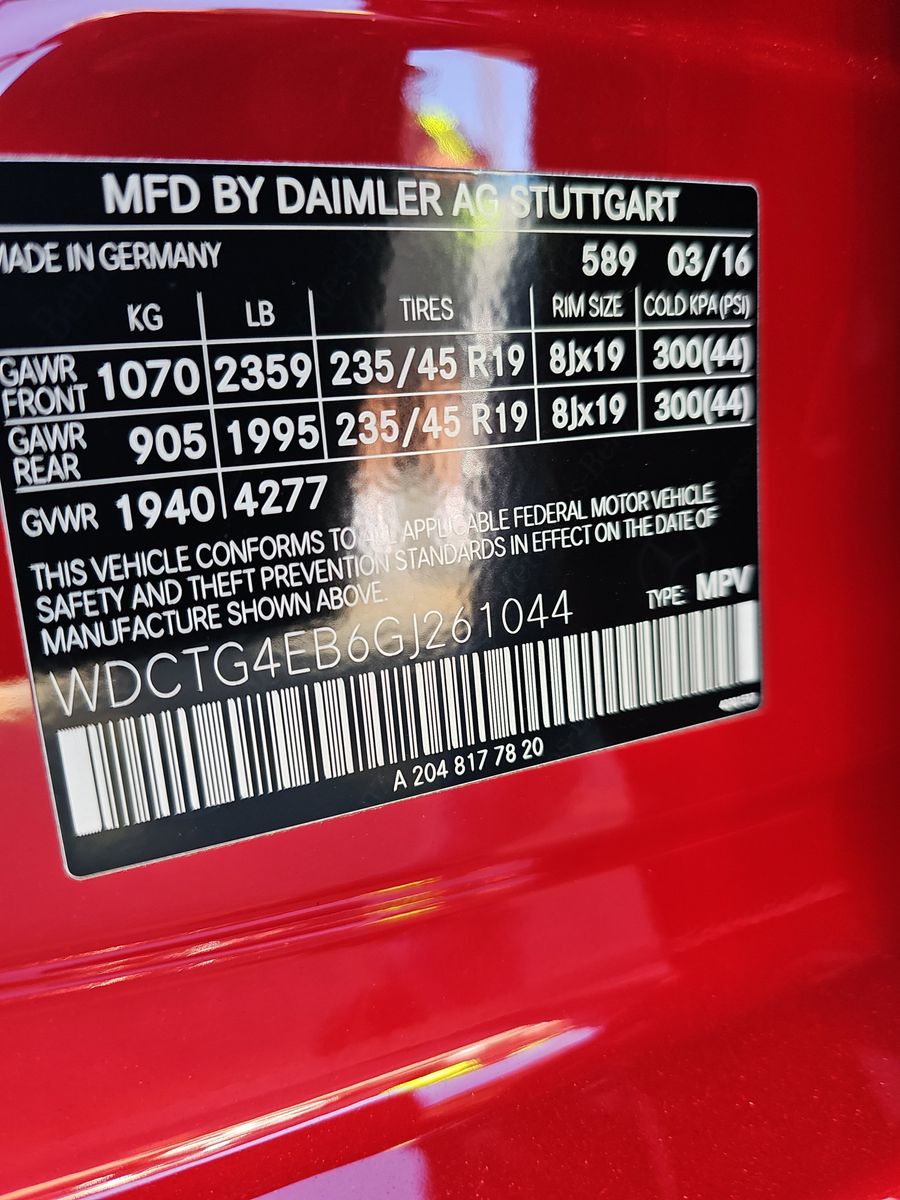 MFD BY DAIMLER AG STUTTGART
MADE IN GERMANY 589 03/16
KG LB TIRES RIM SIZE COLD KPA (PSI)
GAWR FRONT 1070 2359 235/45 R19 8Jx19 300(44)
GAWR REAR 905 1995 235/45 R19 8Jx19 300(44)
GVWR 1940 4277
THIS VEHICLE CONFORMS TO ALL APPLICABLE FEDERAL MOTOR VEHICLE
SAFETY AND THEFT PREVENTION STANDARDS IN EFFECT ON THE DATE OF
MANUFACTURE SHOWN ABOVE.
TYPE: MPV
WDCTG4EB6GJ261044
A 204 817 78 20